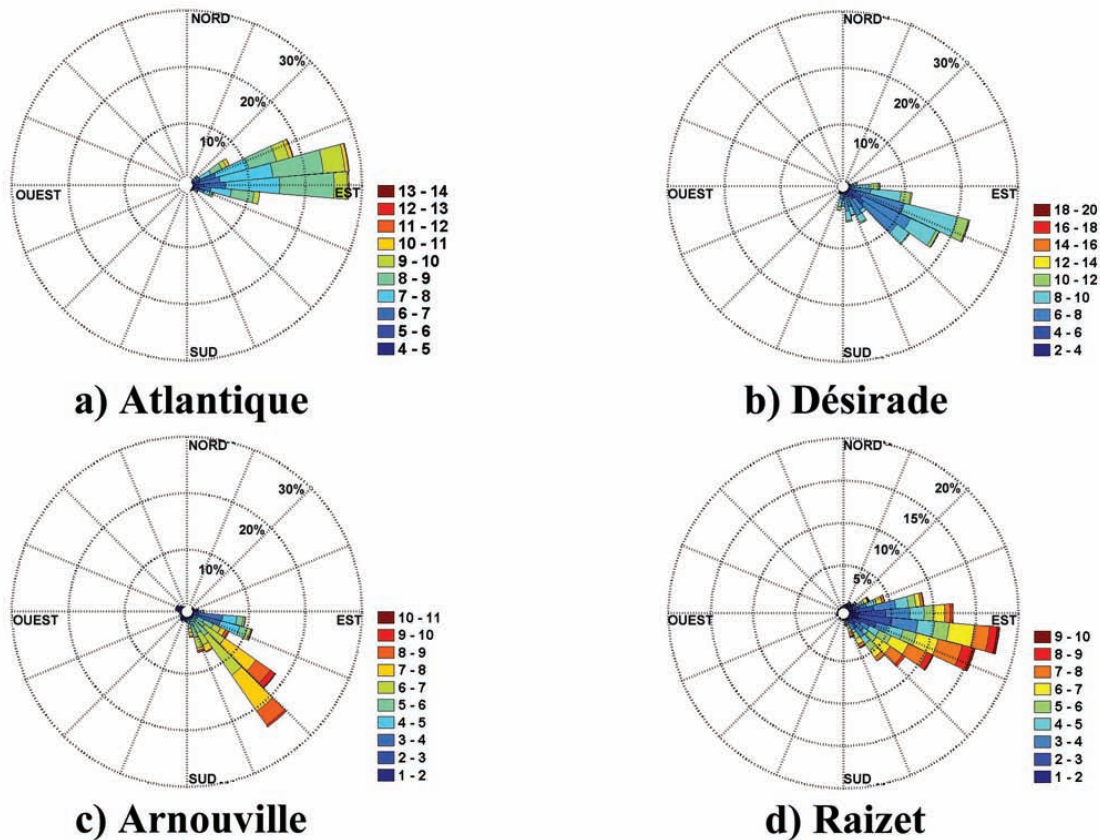 NORD
30%
20%
10%
OUEST
EST
SUD
13 - 14
12 - 13
11 - 12
10 - 11
9 - 10
8 - 9
7 - 8
6 - 7
5 - 6
4 - 5
a) Atlantique
NORD
30%
20%
10%
OUEST
EST
SUD
18 - 20
16 - 18
14 - 16
12 - 14
10 - 12
8 - 10
6 - 8
4 - 6
2 - 4
b) Désirade
NORD
30%
20%
10%
OUEST
EST
SUD
10 - 11
9 - 10
8 - 9
7 - 8
6 - 7
5 - 6
4 - 5
3 - 4
2 - 3
1 - 2
c) Arnouville
NORD
20%
15%
10%
5%
OUEST
EST
SUD
9 - 10
8 - 9
7 - 8
6 - 7
5 - 6
4 - 5
3 - 4
2 - 3
1 - 2
d) Raizet